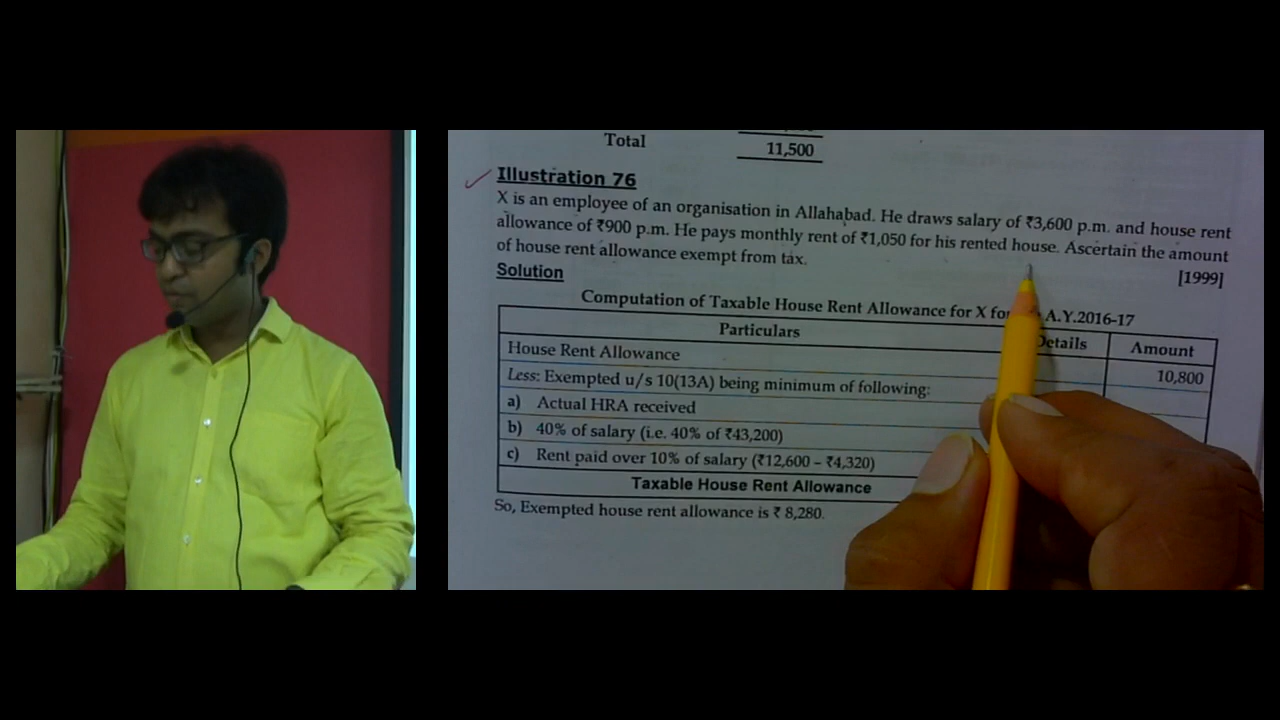 Total 11,500
Illustration 76
X is an employee of an organisation in Allahabad. He draws salary of ₹3,600 p.m. and house rent
allowance of ₹900 p.m. He pays monthly rent of ₹1,050 for his rented house. Ascertain the amount
of house rent allowance exempt from tax. [1999]
Solution
Computation of Taxable House Rent Allowance for X for A.Y.2016-17
Particulars Details Amount
House Rent Allowance 10,800
Less: Exempted u/s 10(13A) being minimum of following:
a) Actual HRA received
b) 40% of salary (i.e. 40% of ₹43,200)
c) Rent paid over 10% of salary (₹12,600 – ₹4,320)
Taxable House Rent Allowance
So, Exempted house rent allowance is ₹ 8,280.